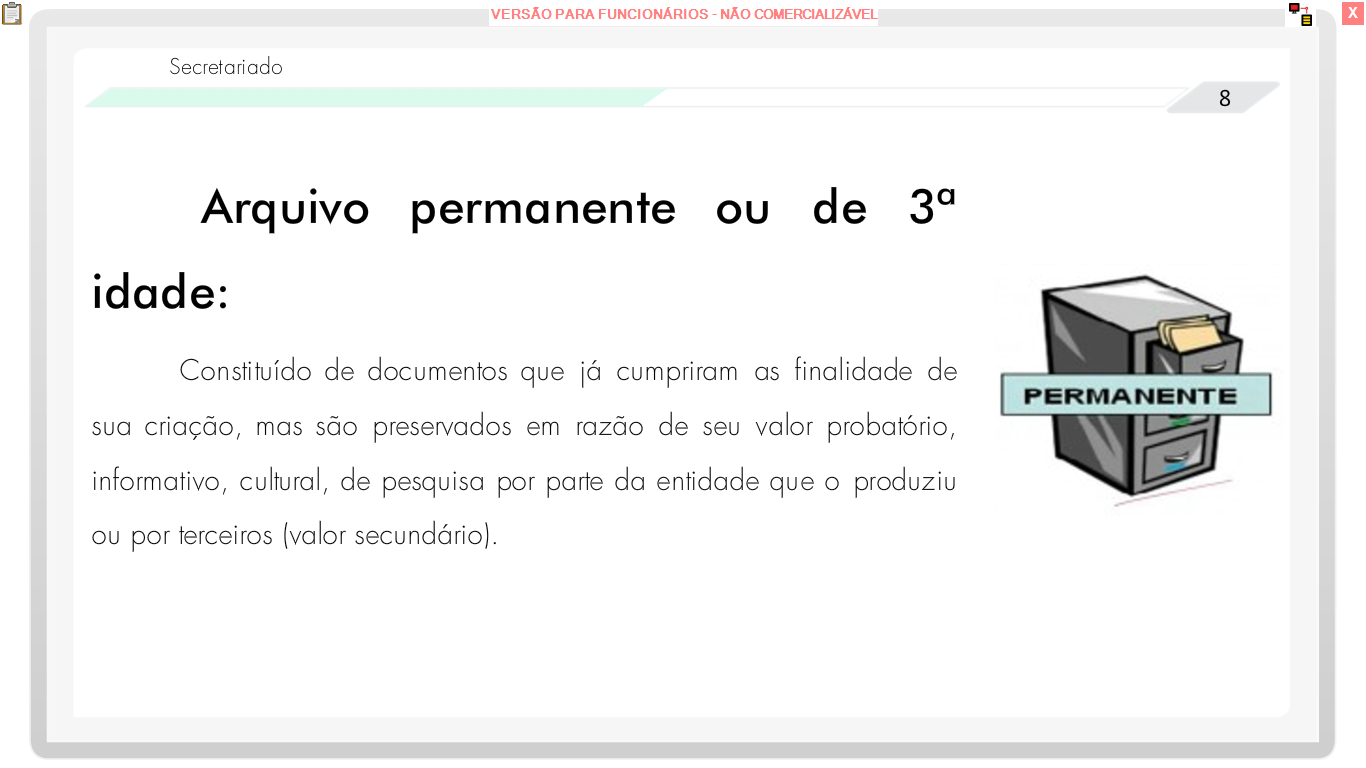 VERSÃO PARA FUNCIONÁRIOS - NÃO COMERCIALIZÁVEL
X
Secretariado
8
Arquivo permanente ou de 3ª
idade:
Constituído de documentos que já cumpriram as finalidade de
sua criação, mas são preservados em razão de seu valor probatório,
informativo, cultural, de pesquisa por parte da entidade que o produziu
ou por terceiros (valor secundário).
PERMANENTE